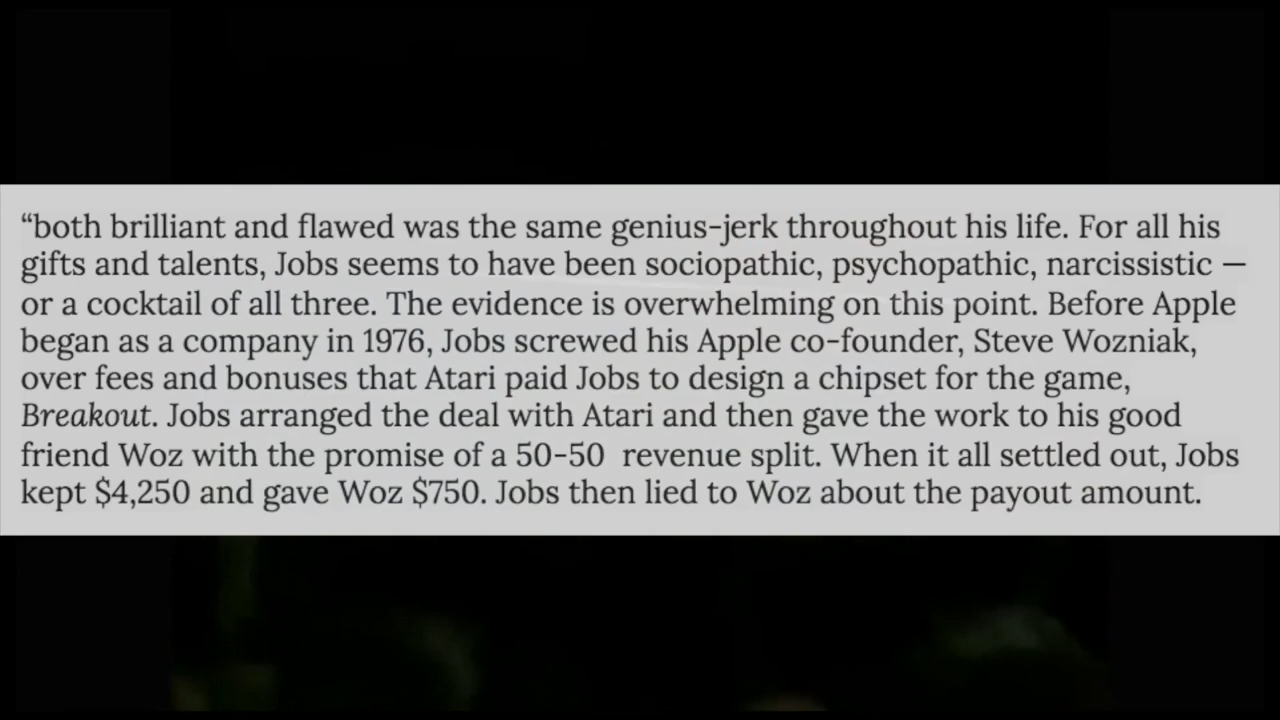 “both brilliant and flawed was the same genius-jerk throughout his life. For all his
gifts and talents, Jobs seems to have been sociopathic, psychopathic, narcissistic —
or a cocktail of all three. The evidence is overwhelming on this point. Before Apple
began as a company in 1976, Jobs screwed his Apple co-founder, Steve Wozniak,
over fees and bonuses that Atari paid Jobs to design a chipset for the game,
Breakout. Jobs arranged the deal with Atari and then gave the work to his good
friend Woz with the promise of a 50-50  revenue split. When it all settled out, Jobs
kept $4,250 and gave Woz $750. Jobs then lied to Woz about the payout amount.